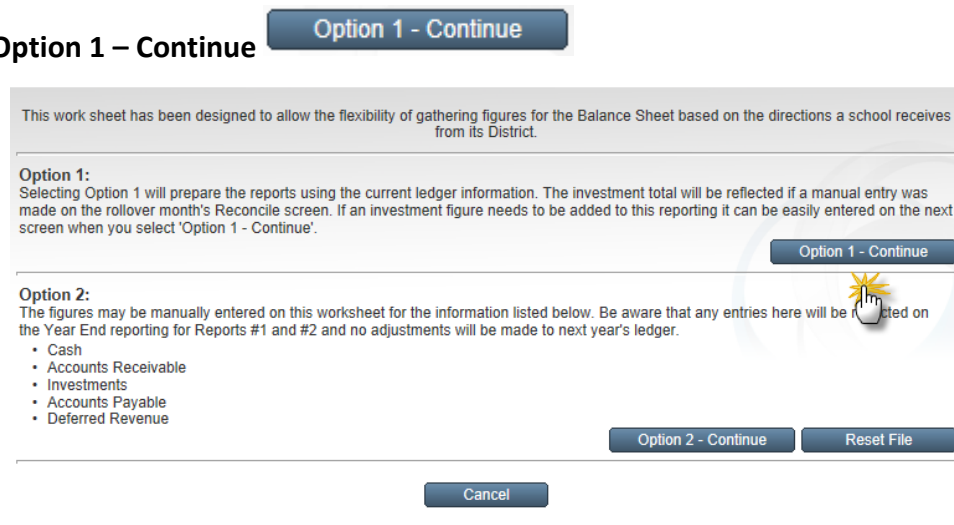 Option 1 – Continue
Option 1 - Continue
This work sheet has been designed to allow the flexibility of gathering figures for the Balance Sheet based on the directions a school receives
from its District.
Option 1:
Selecting Option 1 will prepare the reports using the current ledger information. The investment total will be reflected if a manual entry was
made on the rollover month's Reconcile screen. If an investment figure needs to be added to this reporting it can be easily entered on the next
screen when you select 'Option 1 - Continue'.
Option 1 - Continue
Option 2:
The figures may be manually entered on this worksheet for the information listed below. Be aware that any entries here will be reflected on
the Year End reporting for Reports #1 and #2 and no adjustments will be made to next year's ledger.
• Cash
• Accounts Receivable
• Investments
• Accounts Payable
• Deferred Revenue
Option 2 - Continue
Reset File
Cancel